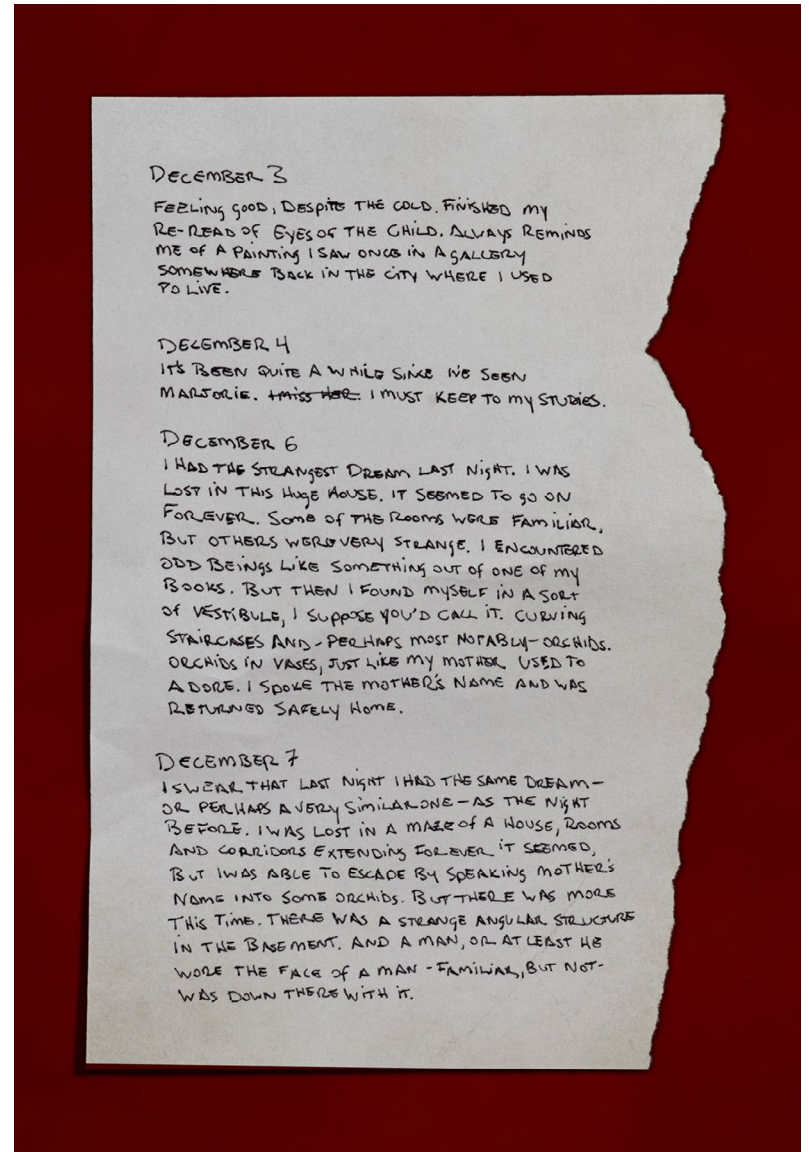 DECEMBER 3
FEELING GOOD, DESPITE THE COLD. FINISHED MY
RE-READ OF EYES OF THE CHILD. ALWAYS REMINDS
ME OF A PAINTING I SAW ONCE IN A GALLERY
SOMEWHERE BACK IN THE CITY WHERE I USED
TO LIVE.
DECEMBER 4
IT'S BEEN QUITE A WHILE SINCE I'VE SEEN
MARJORIE. I MISS HER. I MUST KEEP TO MY STUDIES.
DECEMBER 6
I HAD THE STRANGEST DREAM LAST NIGHT. I WAS
LOST IN THIS HUGE HOUSE. IT SEEMED TO GO ON
FOREVER. SOME OF THE ROOMS WERE FAMILIAR,
BUT OTHERS WERE VERY STRANGE. I ENCOUNTERED
ODD BEINGS LIKE SOMETHING OUT OF ONE OF MY
BOOKS. BUT THEN I FOUND MYSELF IN A SORT
OF VESTIBULE, I SUPPOSE YOU'D CALL IT. CURVING
STAIRCASES AND - PERHAPS MOST NOTABLY - ORCHIDS.
ORCHIDS IN VASES, JUST LIKE MY MOTHER USED TO
ADORE. I SPOKE THE MOTHER'S NAME AND WAS
RETURNED SAFELY HOME.
DECEMBER 7
I SWEAR THAT LAST NIGHT I HAD THE SAME DREAM -
OR PERHAPS A VERY SIMILAR ONE - AS THE NIGHT
BEFORE. I WAS LOST IN A MAZE OF A HOUSE, ROOMS
AND CORRIDORS EXTENDING FOREVER IT SEEMED,
BUT I WAS ABLE TO ESCAPE BY SPEAKING MOTHER'S
NAME INTO SOME ORCHIDS. BUT THERE WAS MORE
THIS TIME. THERE WAS A STRANGE ANGULAR STRUCTURE
IN THE BASEMENT. AND A MAN, OR AT LEAST HE
WORE THE FACE OF A MAN - FAMILIAR, BUT NOT -
WAS DOWN THERE WITH IT.